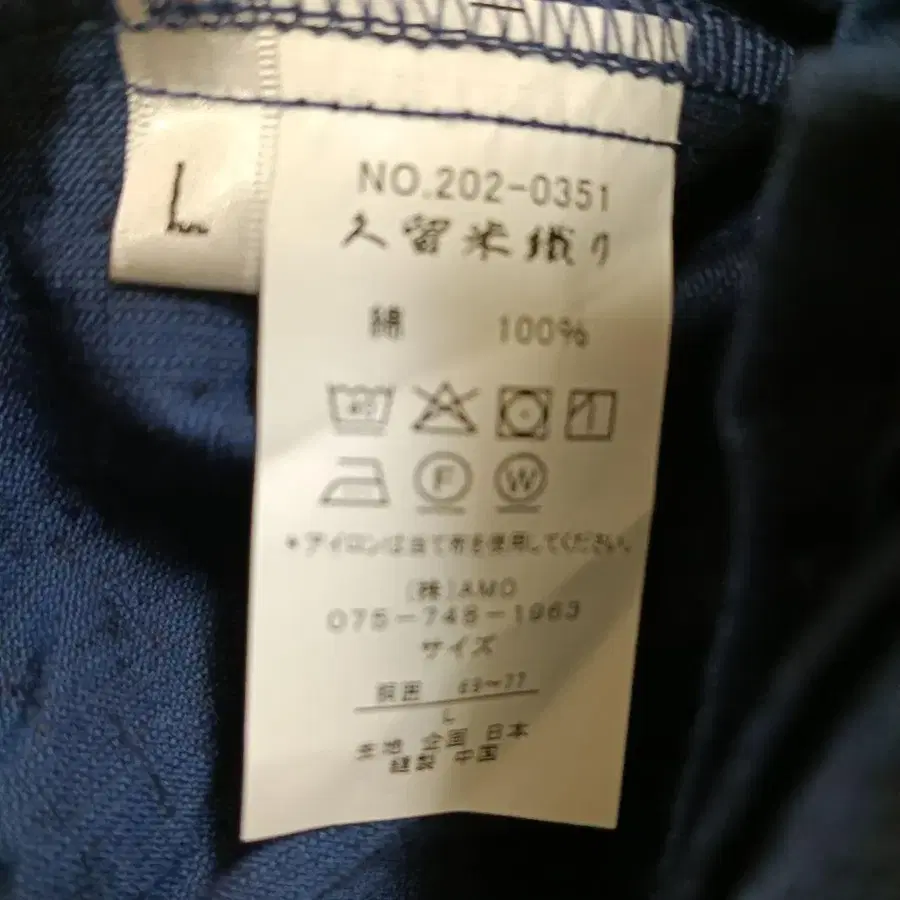 L
NO.202-0351
久留米織り
綿 100%
40
F W
*アイロンは当て布を使用してください。
(株)AMD
075-748-1963
サイズ
胴囲 69~77
L
生地 企画 日本
縫製 中国